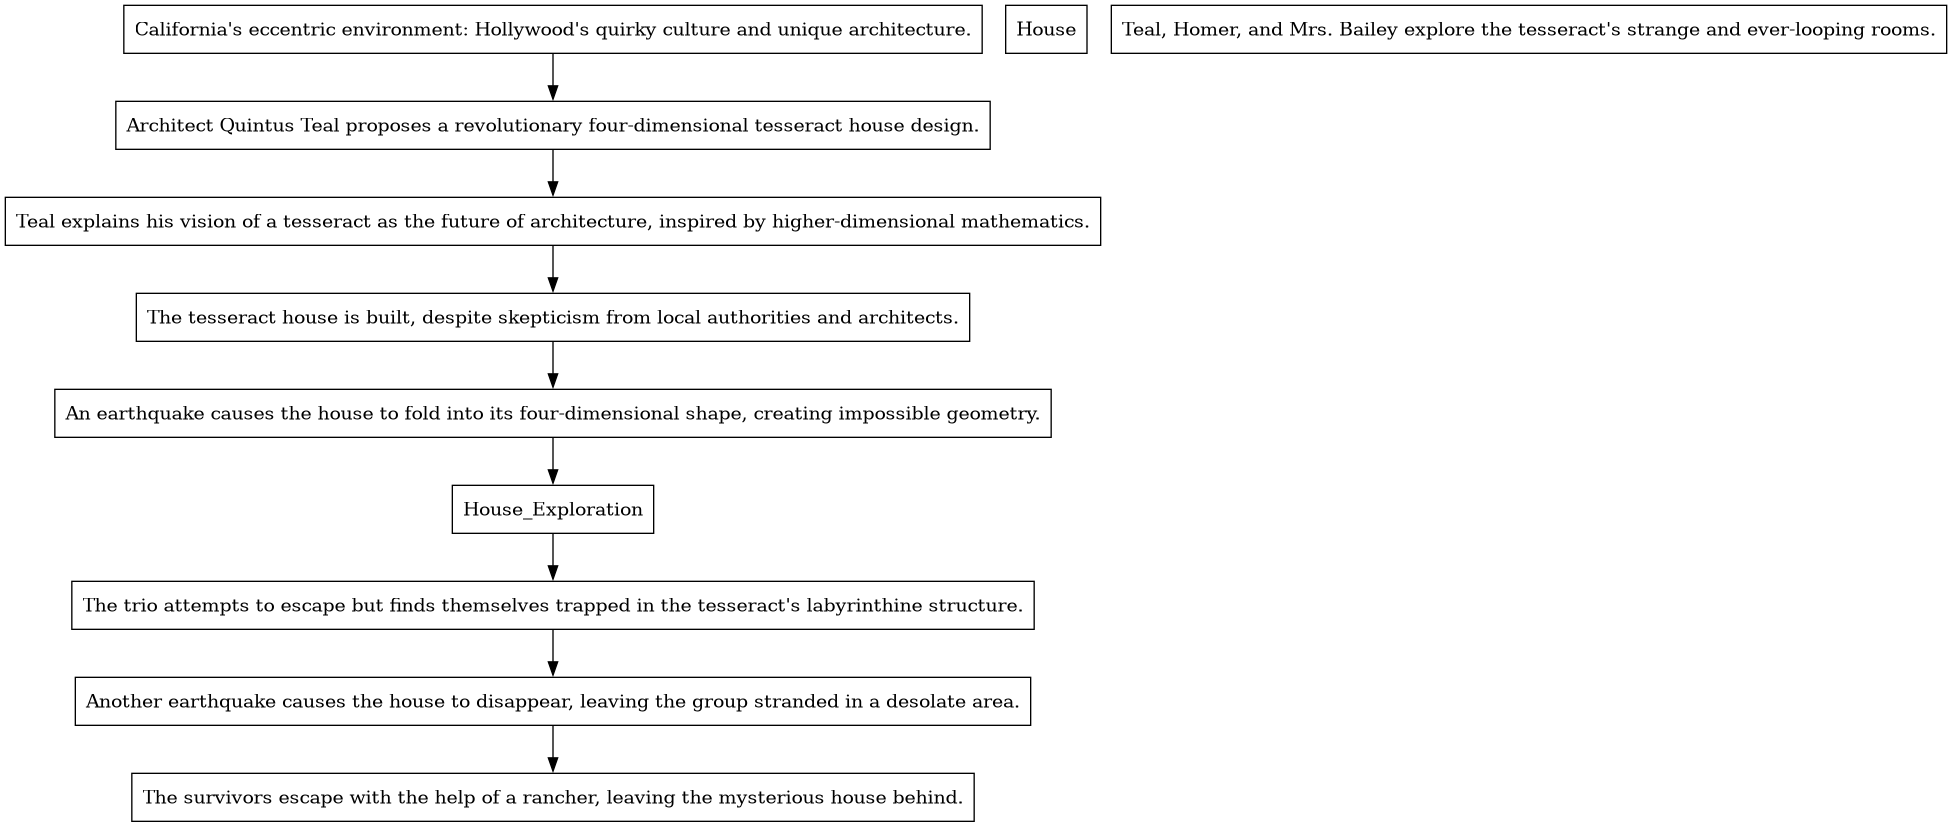 California's eccentric environment: Hollywood's quirky culture and unique architecture.
House
Teal, Homer, and Mrs. Bailey explore the tesseract's strange and ever-looping rooms.
Architect Quintus Teal proposes a revolutionary four-dimensional tesseract house design.
Teal explains his vision of a tesseract as the future of architecture, inspired by higher-dimensional mathematics.
The tesseract house is built, despite skepticism from local authorities and architects.
An earthquake causes the house to fold into its four-dimensional shape, creating impossible geometry.
House_Exploration
The trio attempts to escape but finds themselves trapped in the tesseract's labyrinthine structure.
Another earthquake causes the house to disappear, leaving the group stranded in a desolate area.
The survivors escape with the help of a rancher, leaving the mysterious house behind.